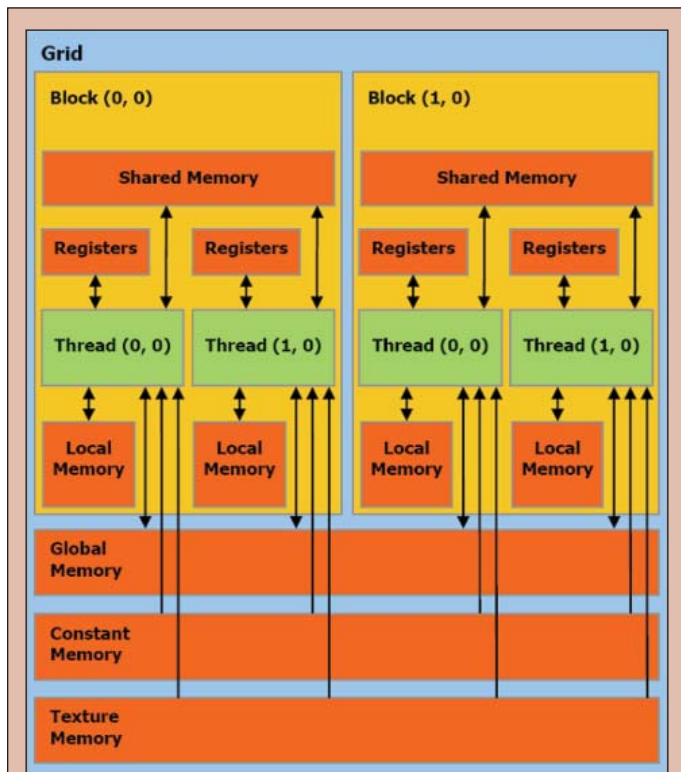 Grid
Block (0, 0)
Block (1, 0)
Shared Memory
Shared Memory
Registers
Registers
Registers
Registers
Thread (0, 0)
Thread (1, 0)
Thread (0, 0)
Thread (1, 0)
Local
Memory
Local
Memory
Local
Memory
Local
Memory
Global
Memory
Constant
Memory
Texture
Memory